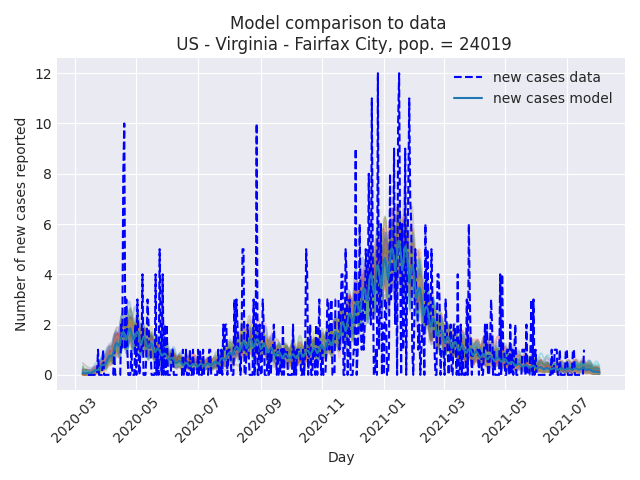 Model comparison to data
US - Virginia - Fairfax City, pop. = 24019
new cases data
new cases model
Number of new cases reported
12
10
8
6
4
2
0
2020-03
2020-05
2020-07
2020-09
2020-11
2021-01
2021-03
2021-05
2021-07
Day